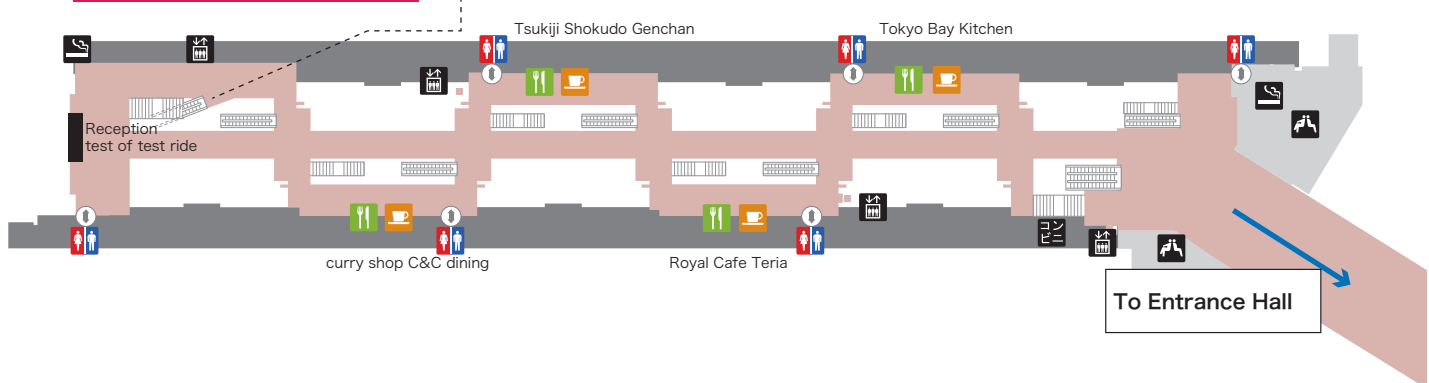 Tsukiji Shokudo Genchan
Tokyo Bay Kitchen
Reception
test of test ride
コン
ビニ
curry shop C&C dining
Royal Cafe Teria
To Entrance Hall